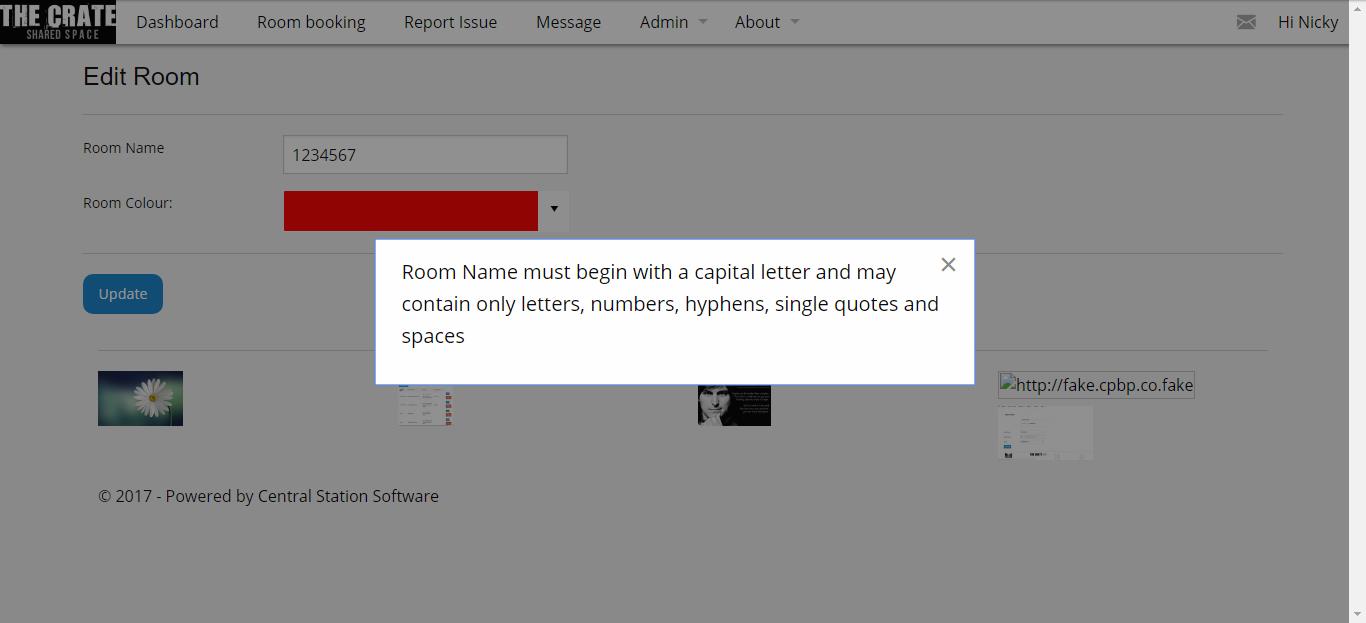 THE CRATE
SHARED SPACE
Dashboard
Room booking
Report Issue
Message
Admin
About
Hi Nicky
Edit Room
Room Name
1234567
Room Colour:
Room Name must begin with a capital letter and may
contain only letters, numbers, hyphens, single quotes and
spaces
×
Update
http://fake.cpbp.co.fake
© 2017 - Powered by Central Station Software